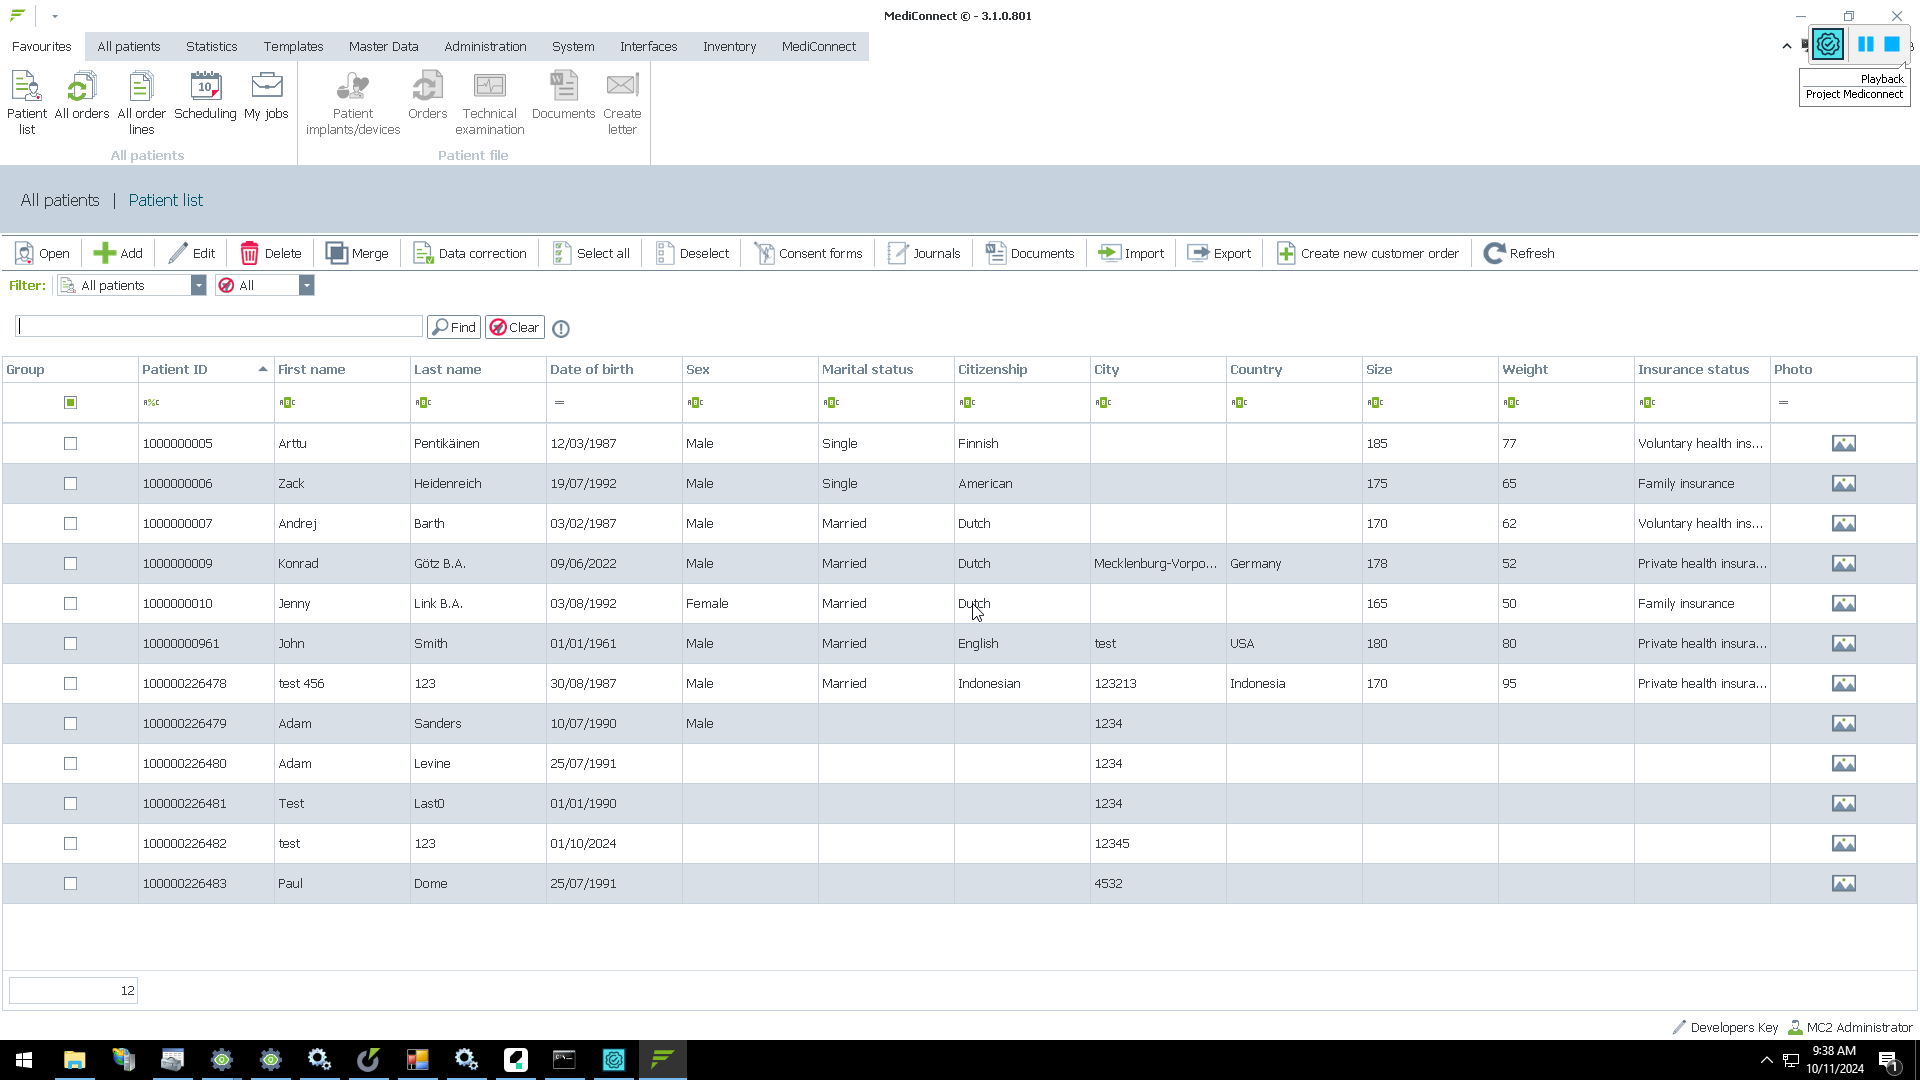 MediConnect © - 3.1.0.801
Favourites All patients Statistics Templates Master Data Administration System Interfaces Inventory MediConnect
Playback
Project Mediconnect
Patient list All orders All order lines Scheduling My jobs Patient implants/devices Orders Technical examination Documents Create letter
All patients Patient file
All patients | Patient list
Open Add Edit Delete Merge Data correction Select all Deselect Consent forms Journals Documents Import Export Create new customer order Refresh
Filter: All patients All
Find Clear
Group Patient ID First name Last name Date of birth Sex Marital status Citizenship City Country Size Weight Insurance status Photo
1000000005 Arttu Pentikäinen 12/03/1987 Male Single Finnish 185 77 Voluntary health ins...
1000000006 Zack Heidenreich 19/07/1992 Male Single American 175 65 Family insurance
1000000007 Andrej Barth 03/02/1987 Male Married Dutch 170 62 Voluntary health ins...
1000000009 Konrad Götz B.A. 09/06/2022 Male Married Dutch Mecklenburg-Vorpo... Germany 178 52 Private health insura...
1000000010 Jenny Link B.A. 03/08/1992 Female Married Dutch 165 50 Family insurance
10000000961 John Smith 01/01/1961 Male Married English test USA 180 80 Private health insura...
100000226478 test 456 123 30/08/1987 Male Married Indonesian 123213 Indonesia 170 95 Private health insura...
100000226479 Adam Sanders 10/07/1990 Male 1234
100000226480 Adam Levine 25/07/1991 1234
100000226481 Test Last0 01/01/1990 1234
100000226482 test 123 01/10/2024 12345
100000226483 Paul Dome 25/07/1991 4532
12
Developers Key MC2 Administrator
9:38 AM
10/11/2024
1